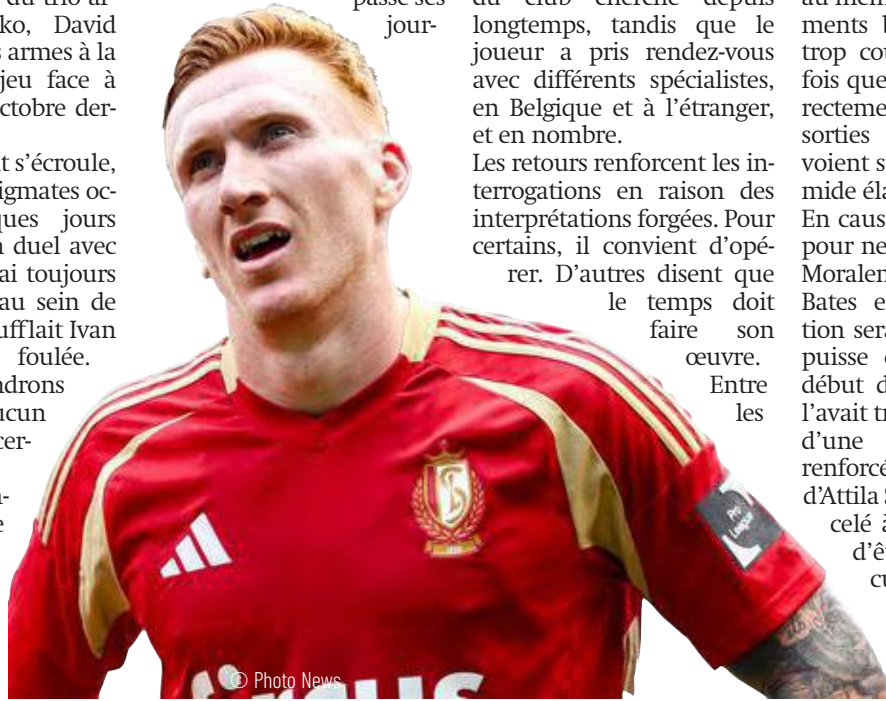 du trio ar-
ko, David
s armes à la
jeu face à
ctobre der-
t s’écroule,
igmates oc-
ques jours
n duel avec
ai toujours
au sein de
ufflait Ivan
foulée.
ndrons
ucun
cer-
n-
e
passe ses
jour-
du club cherche depuis
longtemps, tandis que le
joueur a pris rendez-vous
avec différents spécialistes,
en Belgique et à l’étranger,
et en nombre.
Les retours renforcent les in-
terrogations en raison des
interprétations forgées. Pour
certains, il convient d’opé-
rer. D’autres disent que
le temps doit
faire son
œuvre.
Entre
les
ments b
trop cou
fois que
recteme
sorties
voient s
mide éla
En caus
pour ne
Moralem
Bates e
tion sera
puisse
début d
l’avait tr
d’une
renforcé
d’Attila
celé à
d’ê
cu
Pro
League
© Photo News